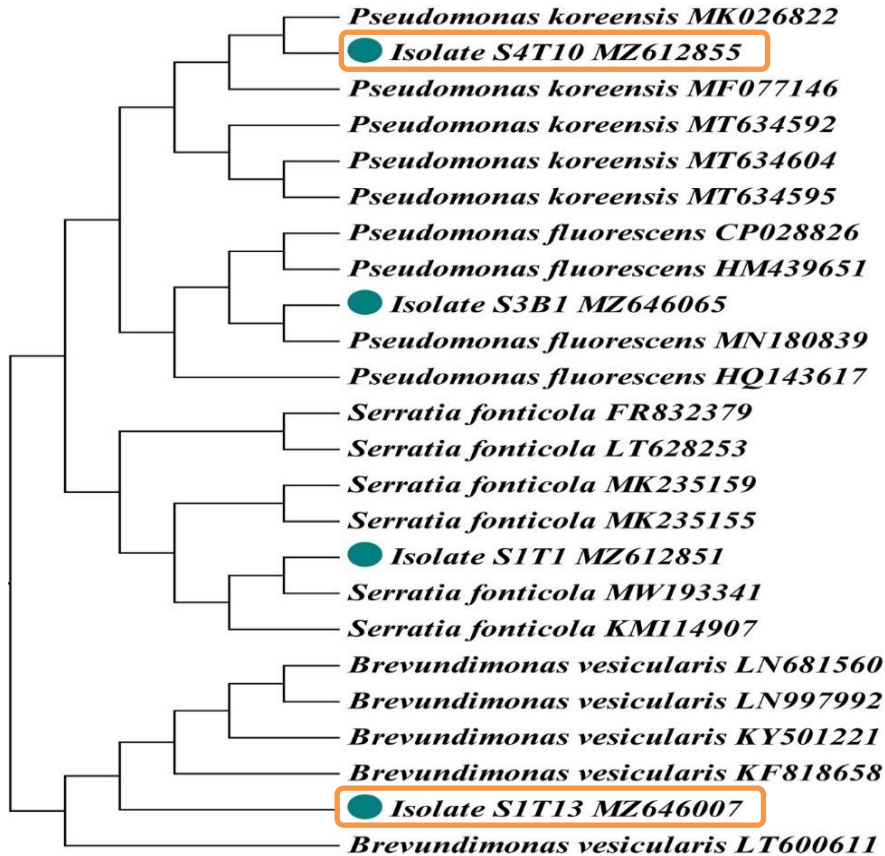 Pseudomonas koreensis MK026822
Isolate S4T10 MZ612855
Pseudomonas koreensis MF077146
Pseudomonas koreensis MT634592
Pseudomonas koreensis MT634604
Pseudomonas koreensis MT634595
Pseudomonas fluorescens CP028826
Pseudomonas fluorescens HM439651
Isolate S3B1 MZ646065
Pseudomonas fluorescens MN180839
Pseudomonas fluorescens HQ143617
Serratia fonticola FR832379
Serratia fonticola LT628253
Serratia fonticola MK235159
Serratia fonticola MK235155
Isolate S1T1 MZ612851
Serratia fonticola MW193341
Serratia fonticola KM114907
Brevundimonas vesicularis LN681560
Brevundimonas vesicularis LN997992
Brevundimonas vesicularis KY501221
Brevundimonas vesicularis KF818658
Isolate S1T13 MZ646007
Brevundimonas vesicularis LT600611